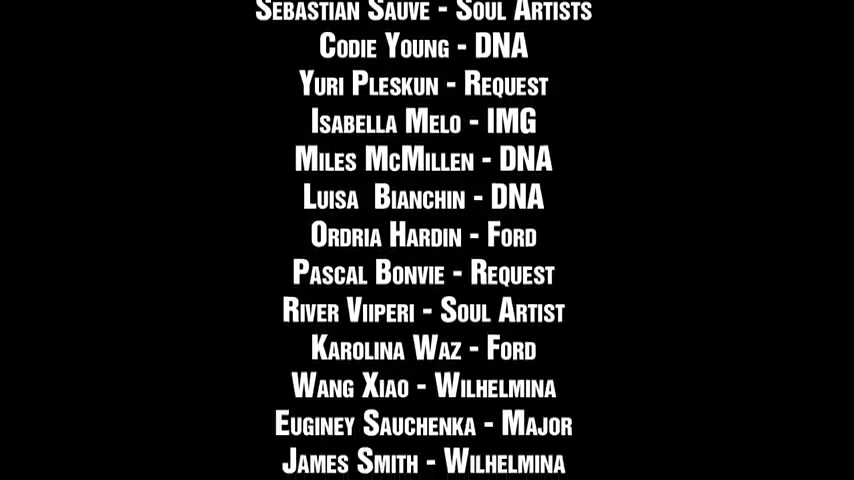 Sebastian Sauve - Soul Artists
Codie Young - DNA
Yuri Pleskun - Request
Isabella Melo - IMG
Miles McMillen - DNA
Luisa Bianchin - DNA
Ordria Hardin - Ford
Pascal Bonvie - Request
River Viiperi - Soul Artist
Karolina Waz - Ford
Wang Xiao - Wilhelmina
Euginey Sauchenka - Major
James Smith - Wilhelmina